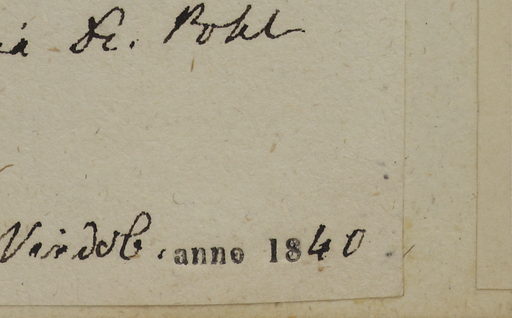 Dr. Pohl
Vindob. anno 1840